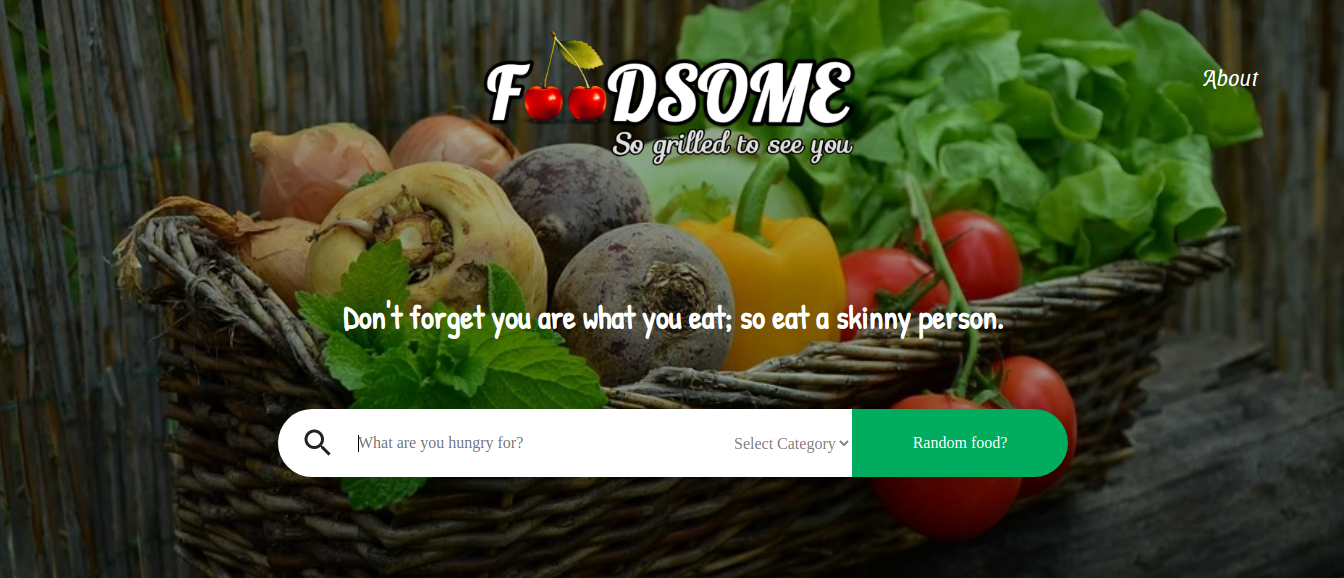 FOODSOME
So grilled to see you
About
Don't forget you are what you eat; so eat a skinny person.
What are you hungry for?
Select Category
Random food?